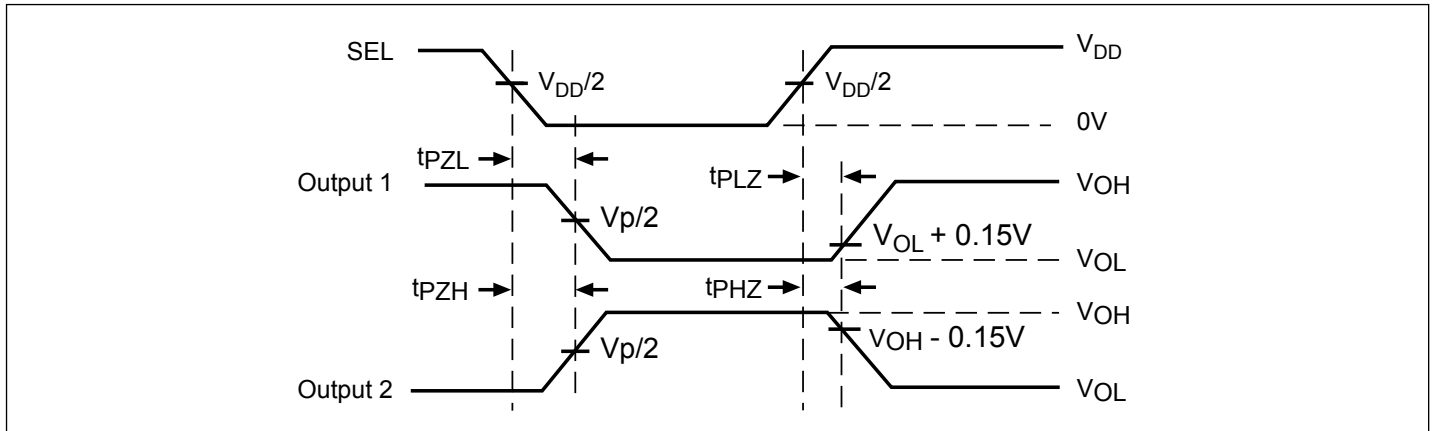 SEL
VDD/2
VDD/2
VDD
0V
tPZL
tPLZ
Output 1
VOH
Vp/2
VOL + 0.15V
VOL
tPZH
tPHZ
VOH
Vp/2
VOH - 0.15V
Output 2
VOL